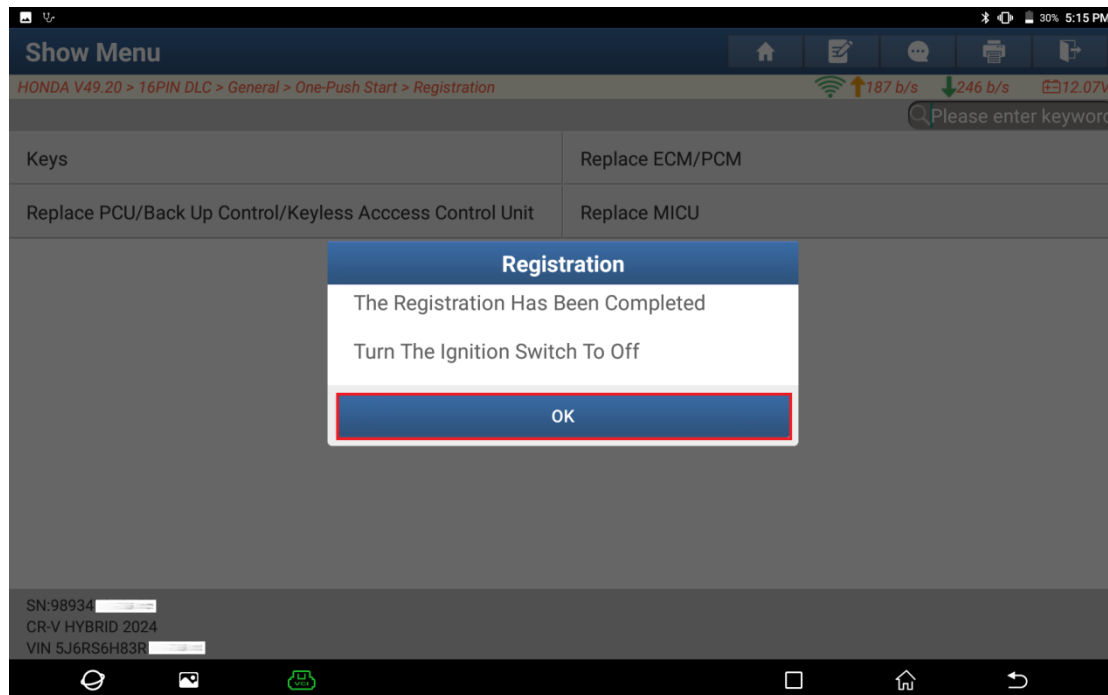 30% 5:15 PM
Show Menu
HONDA V49.20 > 16PIN DLC > General > One-Push Start > Registration
187 b/s 246 b/s 12.07V
Please enter keyword
Keys
Replace ECM/PCM
Replace PCU/Back Up Control/Keyless Acccess Control Unit
Replace MICU
Registration
The Registration Has Been Completed
Turn The Ignition Switch To Off
OK
SN:98934
CR-V HYBRID 2024
VIN 5J6RS6H83R
VCI